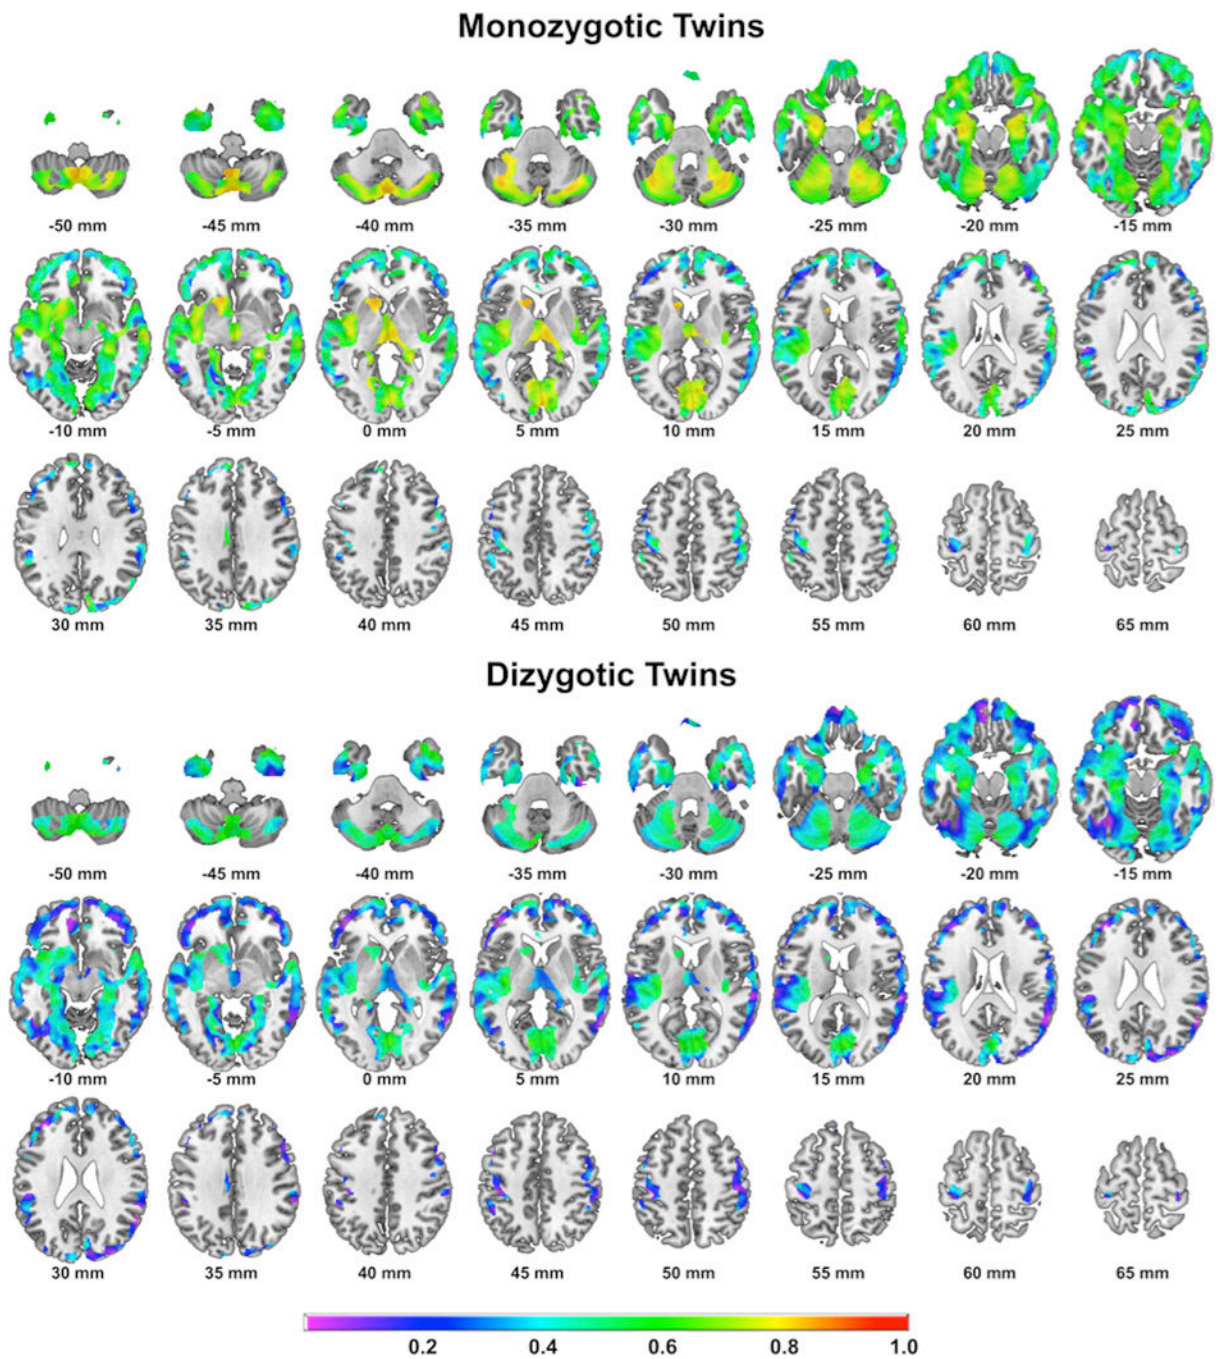 Monozygotic Twins
-50 mm -45 mm -40 mm -35 mm -30 mm -25 mm -20 mm -15 mm
-10 mm -5 mm 0 mm 5 mm 10 mm 15 mm 20 mm 25 mm
30 mm 35 mm 40 mm 45 mm 50 mm 55 mm 60 mm 65 mm
Dizygotic Twins
-50 mm -45 mm -40 mm -35 mm -30 mm -25 mm -20 mm -15 mm
-10 mm -5 mm 0 mm 5 mm 10 mm 15 mm 20 mm 25 mm
30 mm 35 mm 40 mm 45 mm 50 mm 55 mm 60 mm 65 mm
0.2 0.4 0.6 0.8 1.0